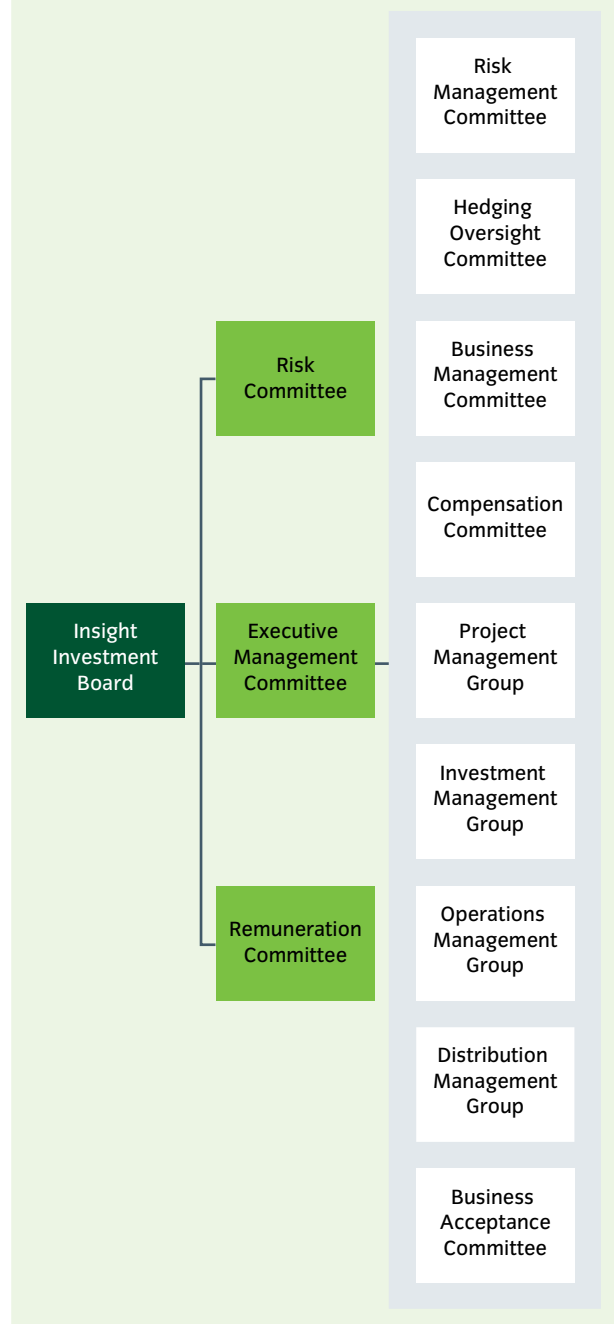 Insight
Investment
Board
Risk
Committee
Executive
Management
Committee
Remuneration
Committee
Risk
Management
Committee
Hedging
Oversight
Committee
Business
Management
Committee
Compensation
Committee
Project
Management
Group
Investment
Management
Group
Operations
Management
Group
Distribution
Management
Group
Business
Acceptance
Committee